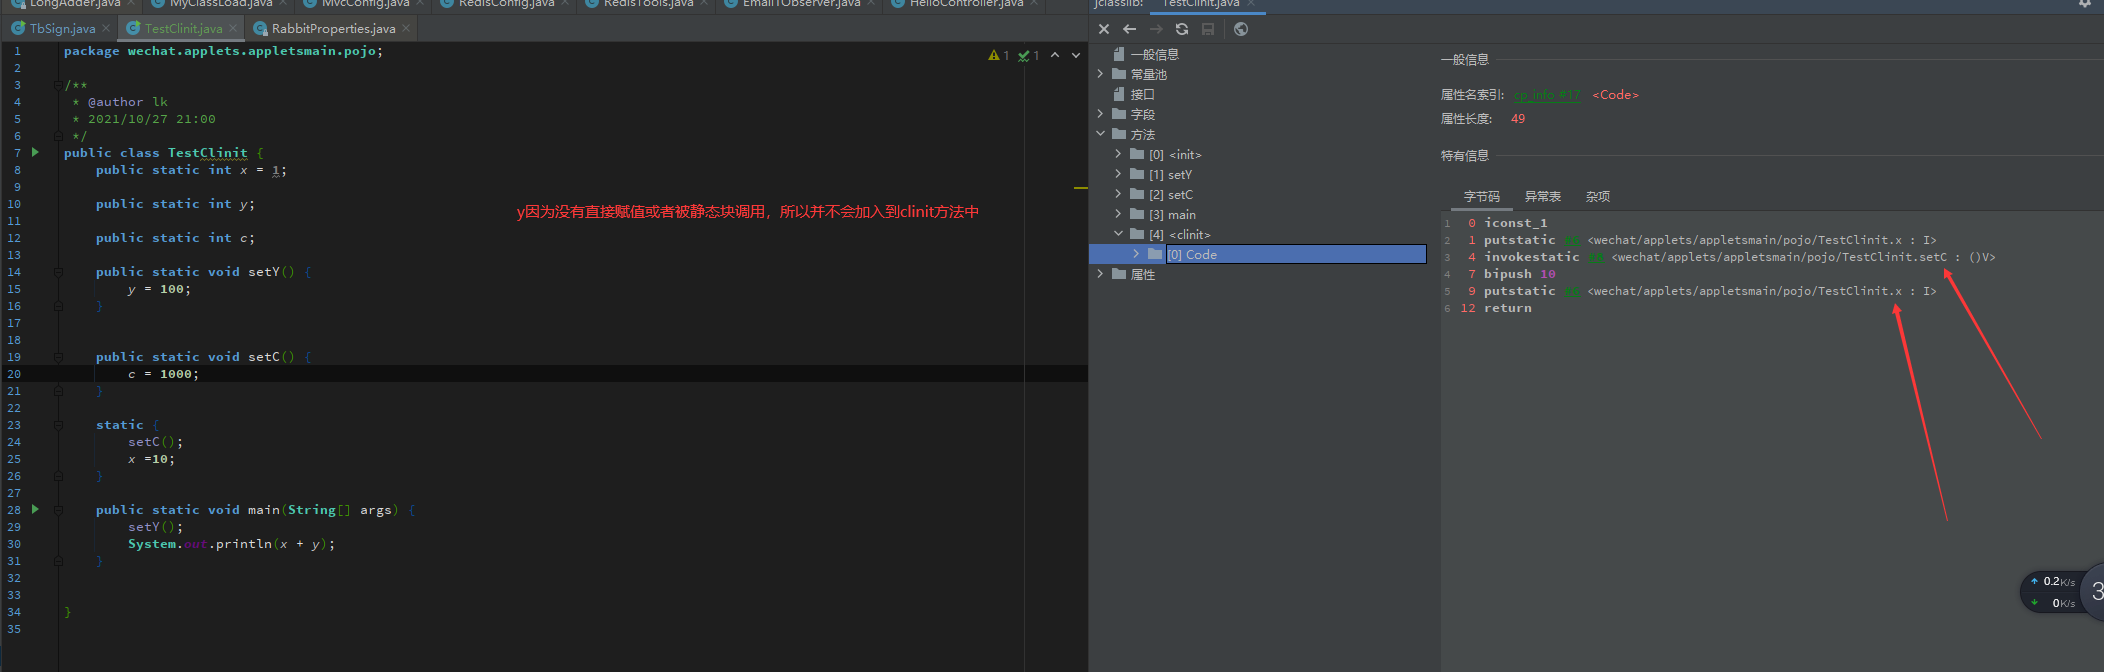 LongAdder.java MyClassLoad.java MvcConfig.java RedisConfig.java RedisTools.java Email1Observer.java HelloController.java
TbSign.java TestClinit.java RabbitProperties.java
1 package wechat.applets.appletsmain.pojo;
2
3 /**
4 * @author lk
5 * 2021/10/27 21:00
6 */
7 public class TestClinit {
8 public static int x = 1;
9
10 public static int y;
11
12 public static int c;
13
14 public static void setY() {
15 y = 100;
16 }
17
18
19 public static void setC() {
20 c = 1000;
21 }
22
23 static {
24 setC();
25 x =10;
26 }
27
28 public static void main(String[] args) {
29 setY();
30 System.out.println(x + y);
31 }
32
33
34 }
35
1 1
y因为没有直接赋值或者被静态块调用，所以并不会加入到clinit方法中
jclasslib: TestClinit.java
一般信息
常量池
接口
字段
方法
[0] <init>
[1] setY
[2] setC
[3] main
[4] <clinit>
[0] Code
属性
一般信息
属性名索引: cp_info #17 <Code>
属性长度: 49
特有信息
字节码 异常表 杂项
1 0 iconst_1
2 1 putstatic <wechat/applets/appletsmain/pojo/TestClinit.x : I>
3 4 invokestatic <wechat/applets/appletsmain/pojo/TestClinit.setC : ()V>
4 7 bipush 10
5 9 putstatic <wechat/applets/appletsmain/pojo/TestClinit.x : I>
6 12 return
0.2K/s
0K/s
3